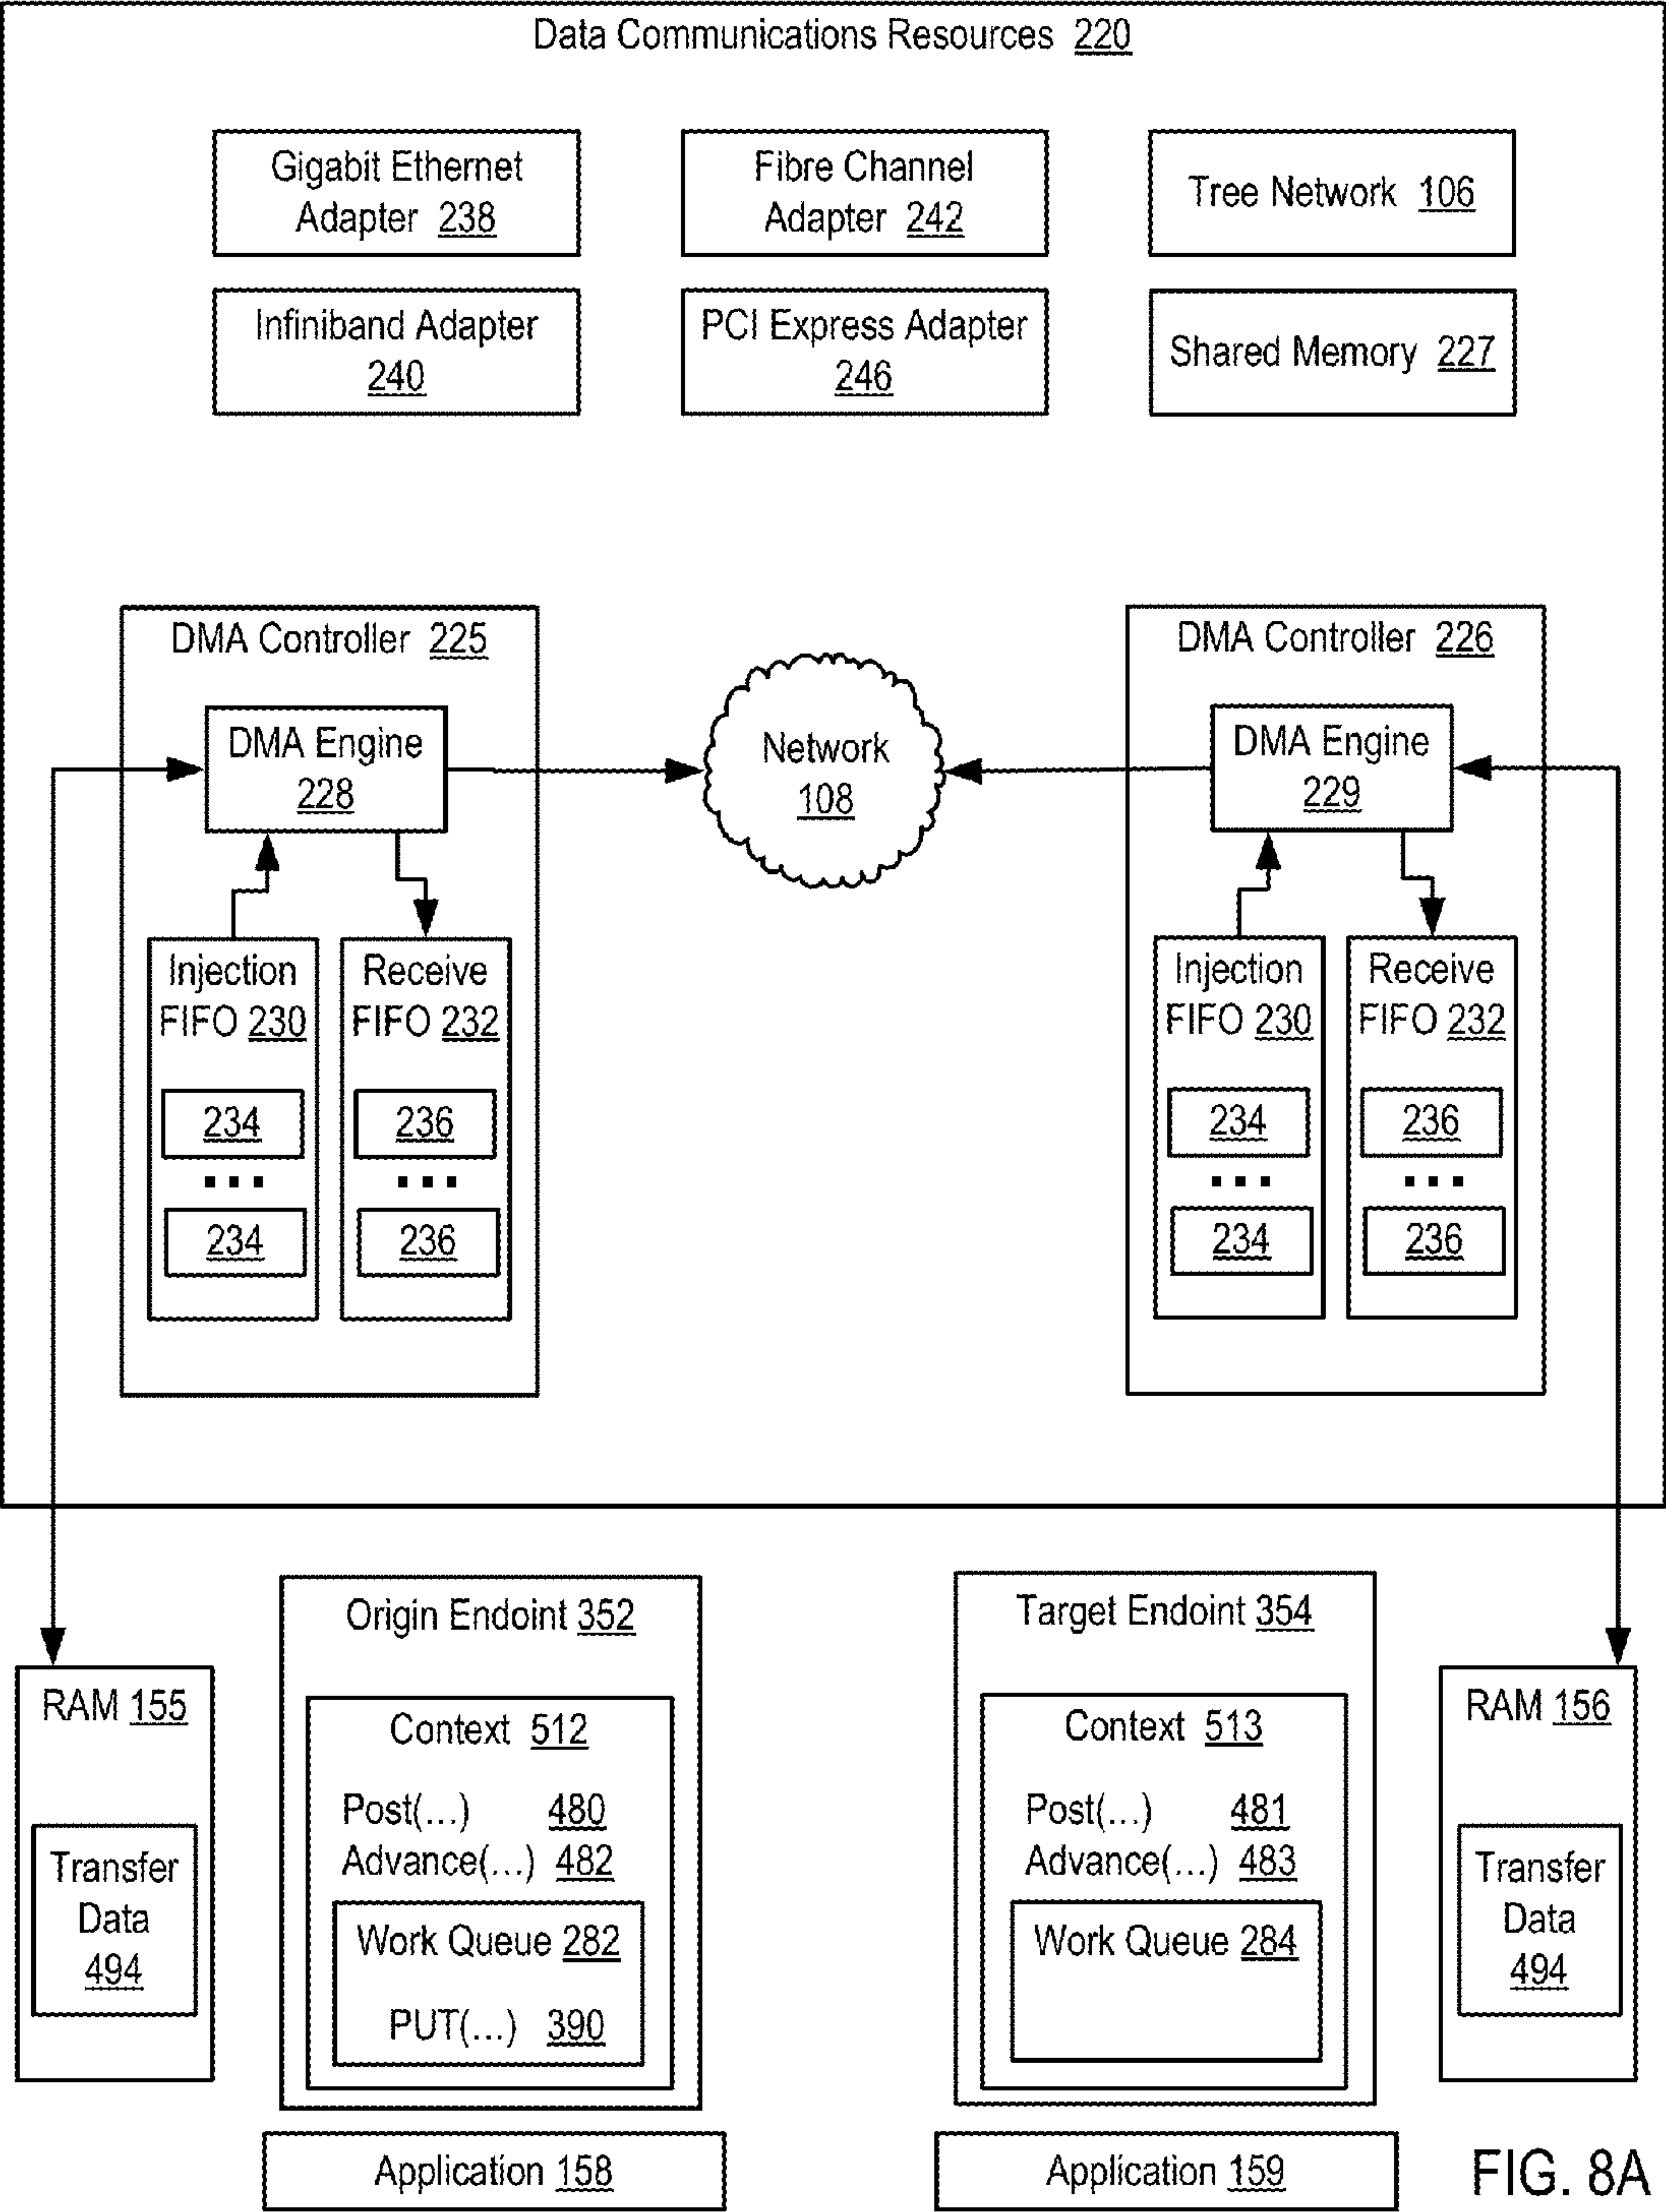 Data Communications Resources 220
Gigabit Ethernet
Adapter 238
Fibre Channel
Adapter 242
Tree Network 106
Infiniband Adapter
240
PCI Express Adapter
246
Shared Memory 227
DMA Controller 225
DMA Engine
228
Injection
FIFO 230
234
...
234
Receive
FIFO 232
236
...
236
Network
108
DMA Controller 226
DMA Engine
229
Injection
FIFO 230
234
...
234
Receive
FIFO 232
236
...
236
RAM 155
Transfer
Data
494
Origin Endoint 352
Context 512
Post(...) 480
Advance(...) 482
Work Queue 282
PUT(...) 390
Application 158
Target Endoint 354
Context 513
Post(...) 481
Advance(...) 483
Work Queue 284
Application 159
RAM 156
Transfer
Data
494
FIG. 8A